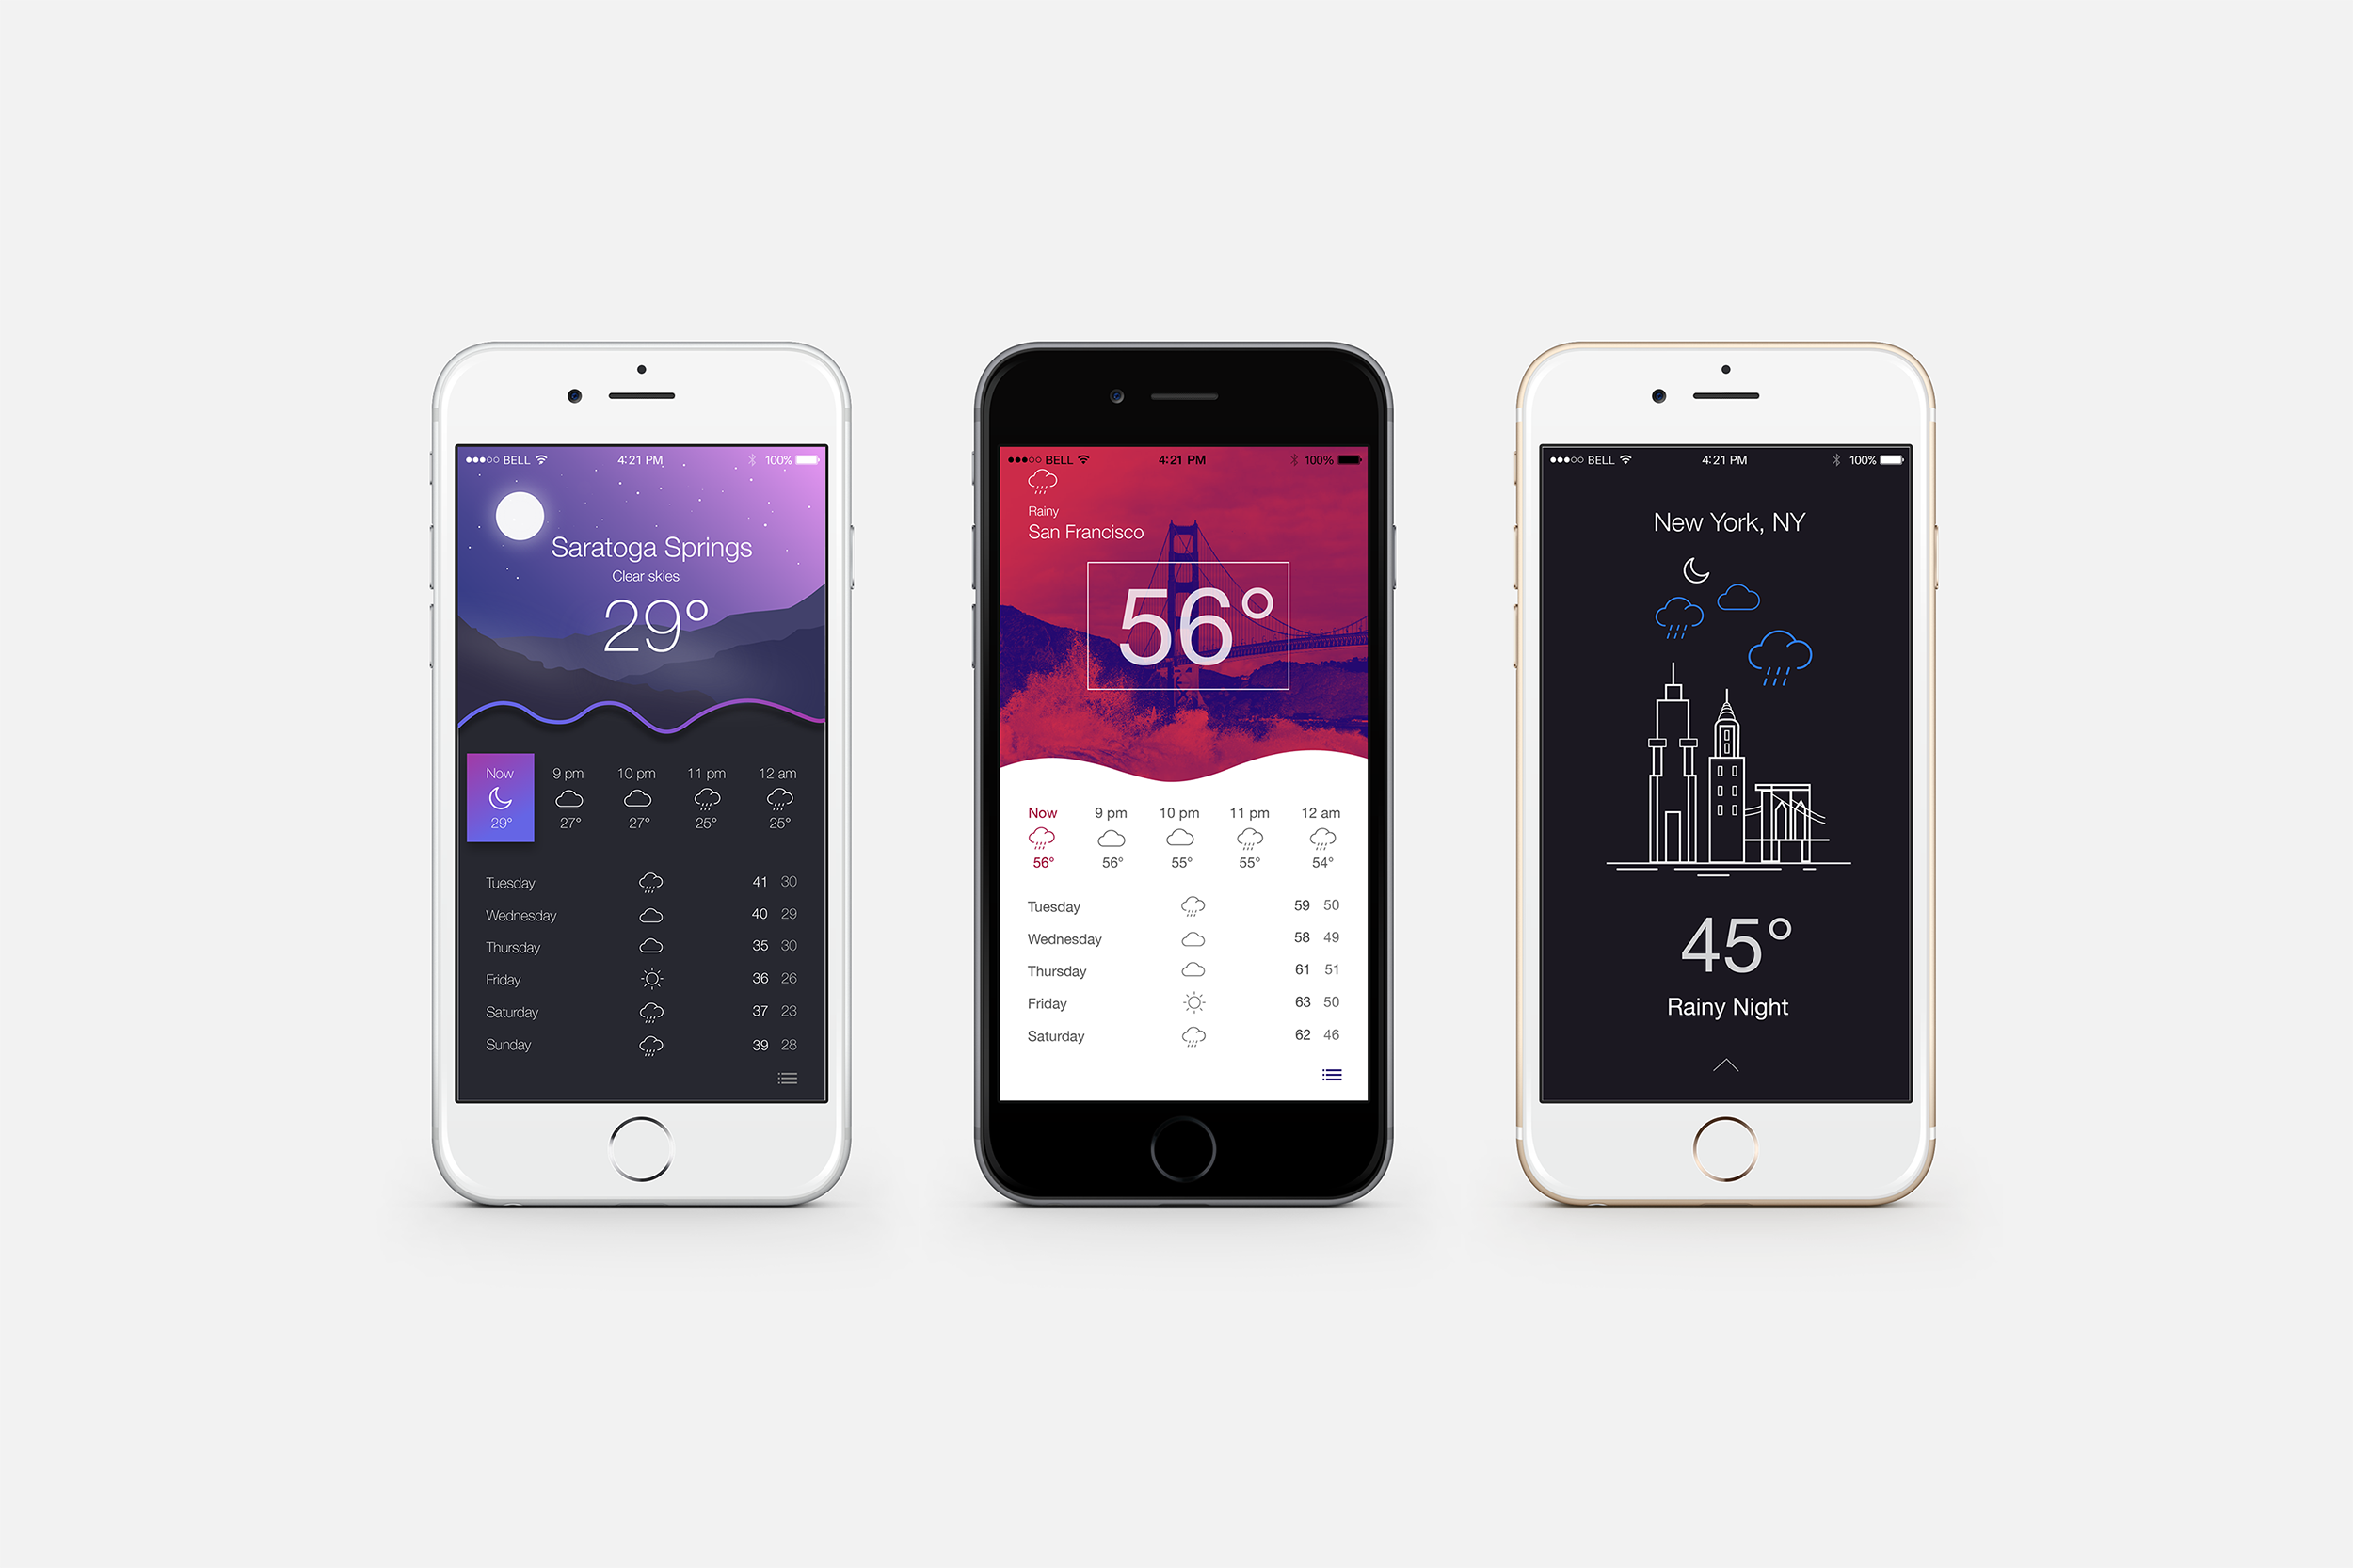 BELL 4:21 PM 100%
Saratoga Springs
Clear skies
29°
Now 9 pm 10 pm 11 pm 12 am
29° 27° 27° 25° 25°
Tuesday 41 30
Wednesday 40 29
Thursday 35 30
Friday 36 26
Saturday 37 23
Sunday 39 28
BELL 4:21 PM 100%
Rainy
San Francisco
56°
Now 9 pm 10 pm 11 pm 12 am
56° 56° 55° 55° 54°
Tuesday 59 50
Wednesday 58 49
Thursday 61 51
Friday 63 50
Saturday 62 46
BELL 4:21 PM 100%
New York, NY
45°
Rainy Night